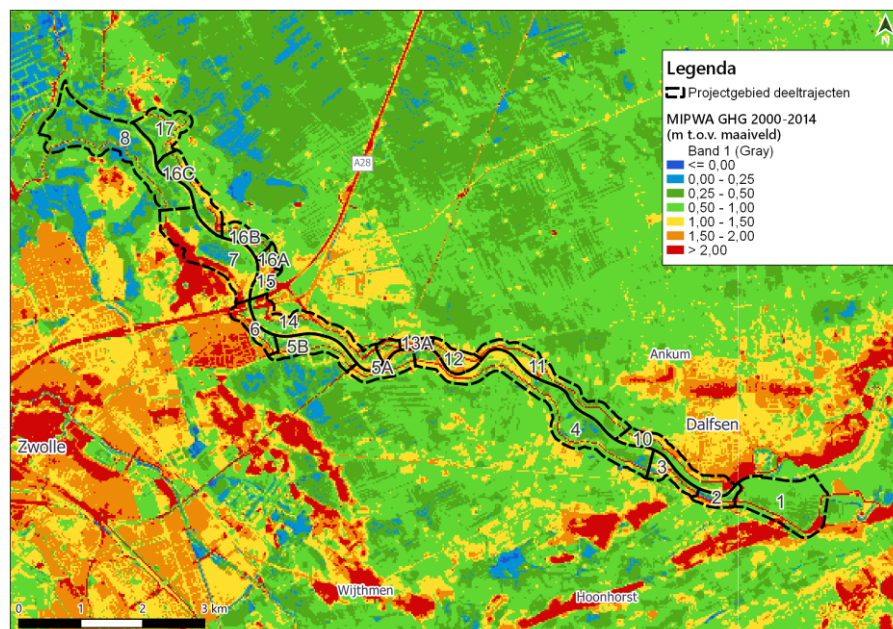 N
Legenda
Projectgebied deeltrajecten
MIPWA GHG 2000-2014
(m t.o.v. maaiveld)
Band 1 (Gray)
<= 0,00
0,00 - 0,25
0,25 - 0,50
0,50 - 1,00
1,00 - 1,50
1,50 - 2,00
> 2,00
A28
17
8
16C
16B
7
16A
15
14
6
5B
13A
5A
12
11
Ankum
Dalfsen
4
10
3
2
1
Zwolle
Wijthmen
Hoonhorst
0 1 2 3 km